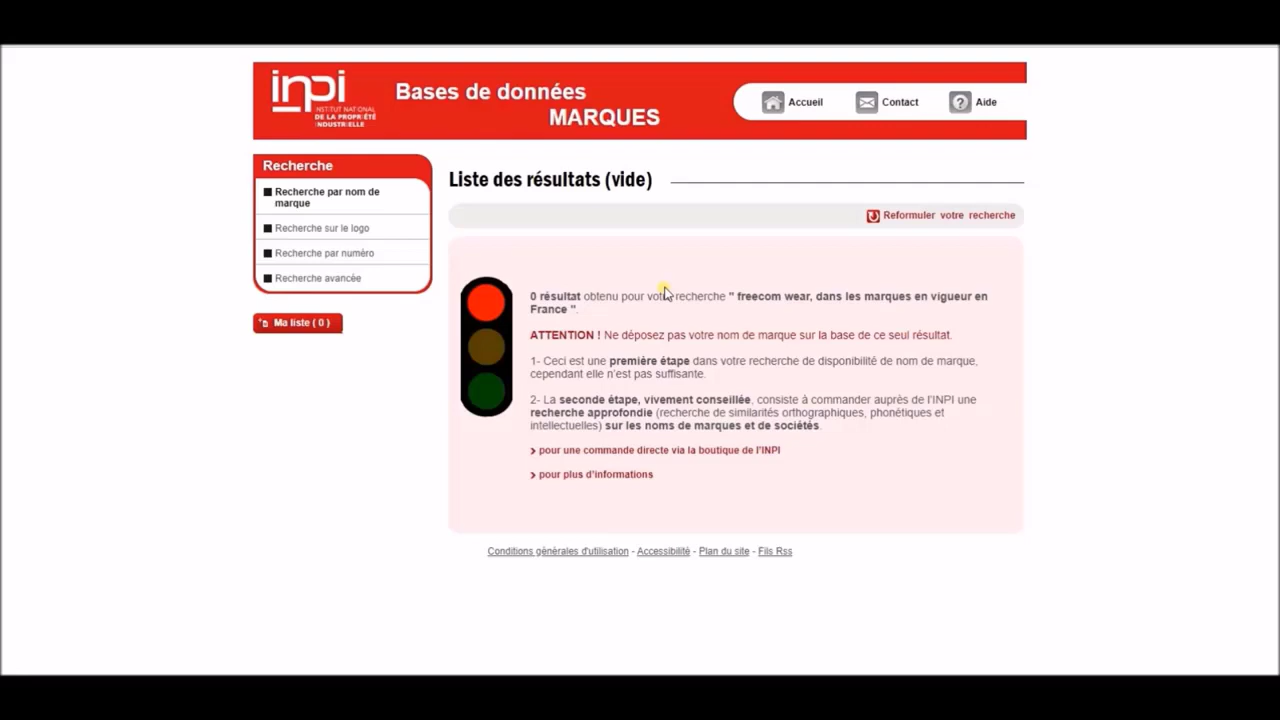 inpi
INSTITUT NATIONAL
DE LA PROPRIÉTÉ
INDUSTRIELLE
Bases de données
MARQUES
Accueil
Contact
Aide
Recherche
Recherche par nom de
marque
Recherche sur le logo
Recherche par numéro
Recherche avancée
Ma liste ( 0 )
Liste des résultats (vide)
Reformuler votre recherche
0 résultat obtenu pour votre recherche " freecom wear, dans les marques en vigueur en
France ".
ATTENTION ! Ne déposez pas votre nom de marque sur la base de ce seul résultat.
1- Ceci est une première étape dans votre recherche de disponibilité de nom de marque,
cependant elle n'est pas suffisante.
2- La seconde étape, vivement conseillée, consiste à commander auprès de l'INPI une
recherche approfondie (recherche de similarités orthographiques, phonétiques et
intellectuelles) sur les noms de marques et de sociétés.
> pour une commande directe via la boutique de l'INPI
> pour plus d'informations
Conditions générales d'utilisation - Accessibilité - Plan du site - Fils Rss